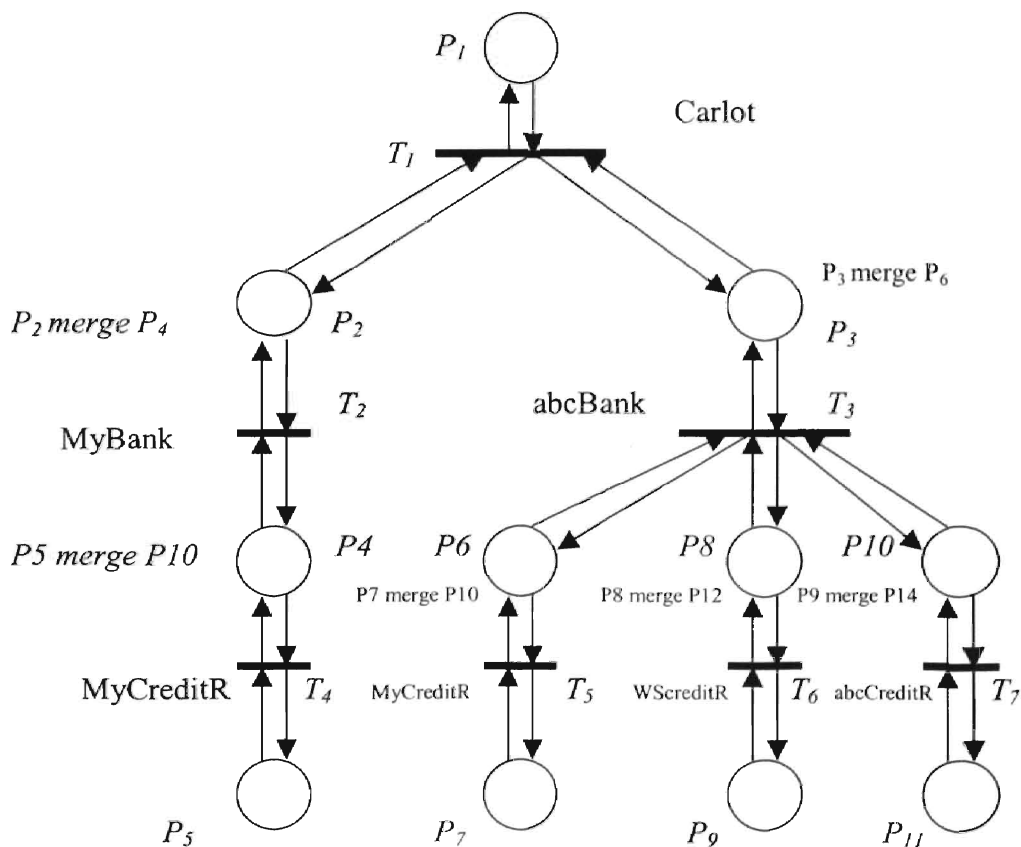 P1
Carlot
T1
P3 merge P6
P2 merge P4
P2
P3
T2
abcBank
T3
MyBank
P5 merge P10
P4
P6
P8
P10
P7 merge P10
P8 merge P12
P9 merge P14
MyCreditR
T4
MyCreditR
T5
WScreditR
T6
abcCreditR
T7
P5
P7
P9
P11